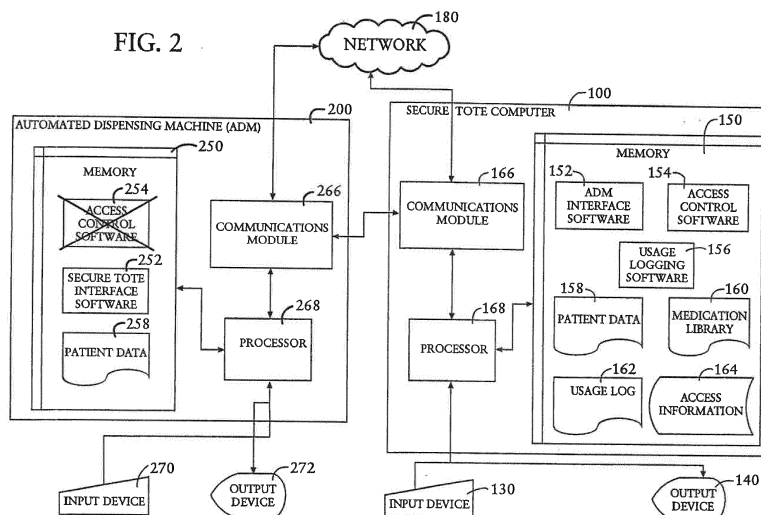 FIG. 2
180
NETWORK
200
AUTOMATED DISPENSING MACHINE (ADM)
250
MEMORY
254
ACCESS
CONTROL
SOFTWARE
252
SECURE TOTE
INTERFACE
SOFTWARE
258
PATIENT DATA
266
COMMUNICATIONS
MODULE
268
PROCESSOR
270
INPUT DEVICE
272
OUTPUT
DEVICE
100
SECURE TOTE COMPUTER
150
MEMORY
166
COMMUNICATIONS
MODULE
168
PROCESSOR
152
ADM
INTERFACE
SOFTWARE
154
ACCESS
CONTROL
SOFTWARE
156
USAGE
LOGGING
SOFTWARE
158
PATIENT DATA
160
MEDICATION
LIBRARY
162
USAGE LOG
164
ACCESS
INFORMATION
130
INPUT DEVICE
140
OUTPUT
DEVICE